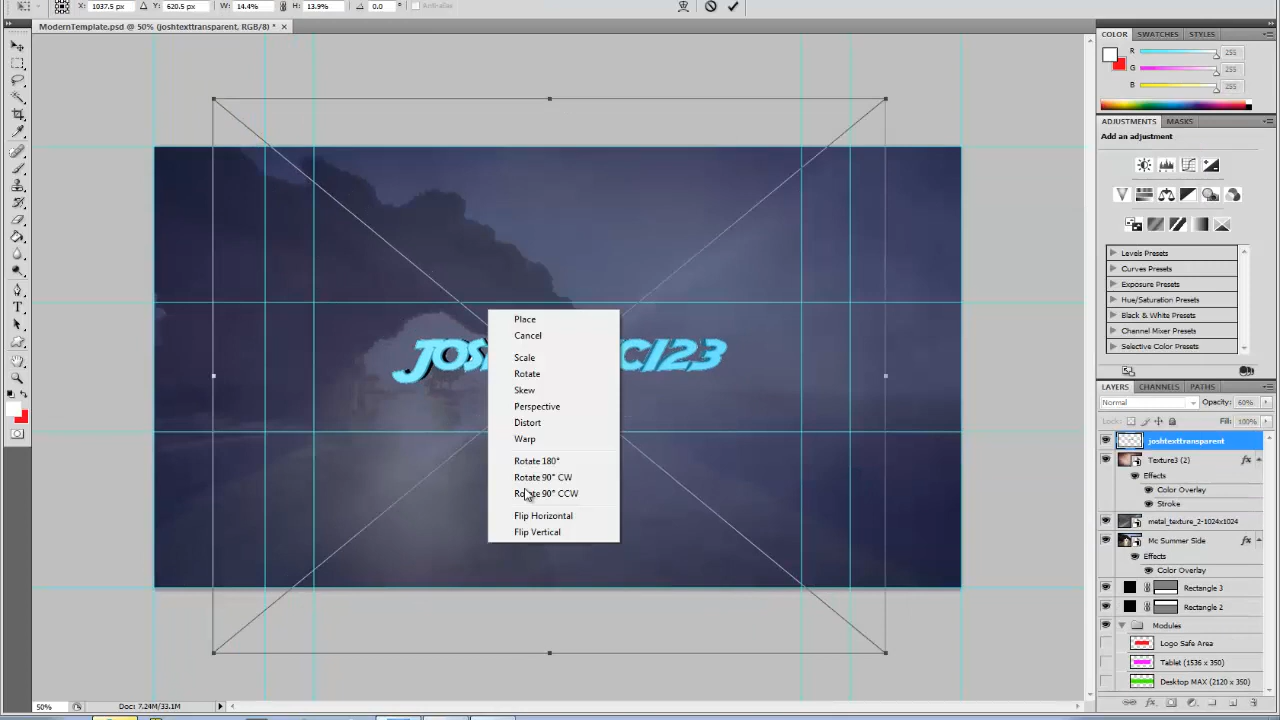 X: 1037.5 px Y: 620.5 px W: 14.4% H: 13.9% 0.0 ° Anti-alias
ModernTemplate.psd @ 50% (joshtexttransparent, RGB/8) * ×
COLOR SWATCHES STYLES
R 255
G 255
B 255
ADJUSTMENTS MASKS
Add an adjustment
Levels Presets
Curves Presets
Exposure Presets
Hue/Saturation Presets
Black & White Presets
Channel Mixer Presets
Selective Color Presets
Place
Cancel
Scale
Rotate
Skew
Perspective
Distort
Warp
Rotate 180°
Rotate 90° CW
Rotate 90° CCW
Flip Horizontal
Flip Vertical
LAYERS CHANNELS PATHS
Normal Opacity: 60%
Lock: Fill: 100%
joshtexttransparent
Texture3 (2) fx
Effects
Color Overlay
Stroke
metal_texture_2-1024x1024
Mc Summer Side fx
Effects
Color Overlay
Rectangle 3
Rectangle 2
Modules
Logo Safe Area
Tablet (1536 x 350)
Desktop MAX (2120 x 350)
50% Doc: 7.24M/33.1M